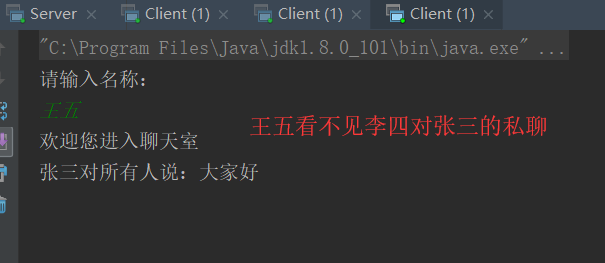 Server Client (1) Client (1) Client (1)
"C:\Program Files\Java\jdk1.8.0_101\bin\java.exe" ...
请输入名称：
王五
欢迎您进入聊天室
王五看不见李四对张三的私聊
张三对所有人说：大家好